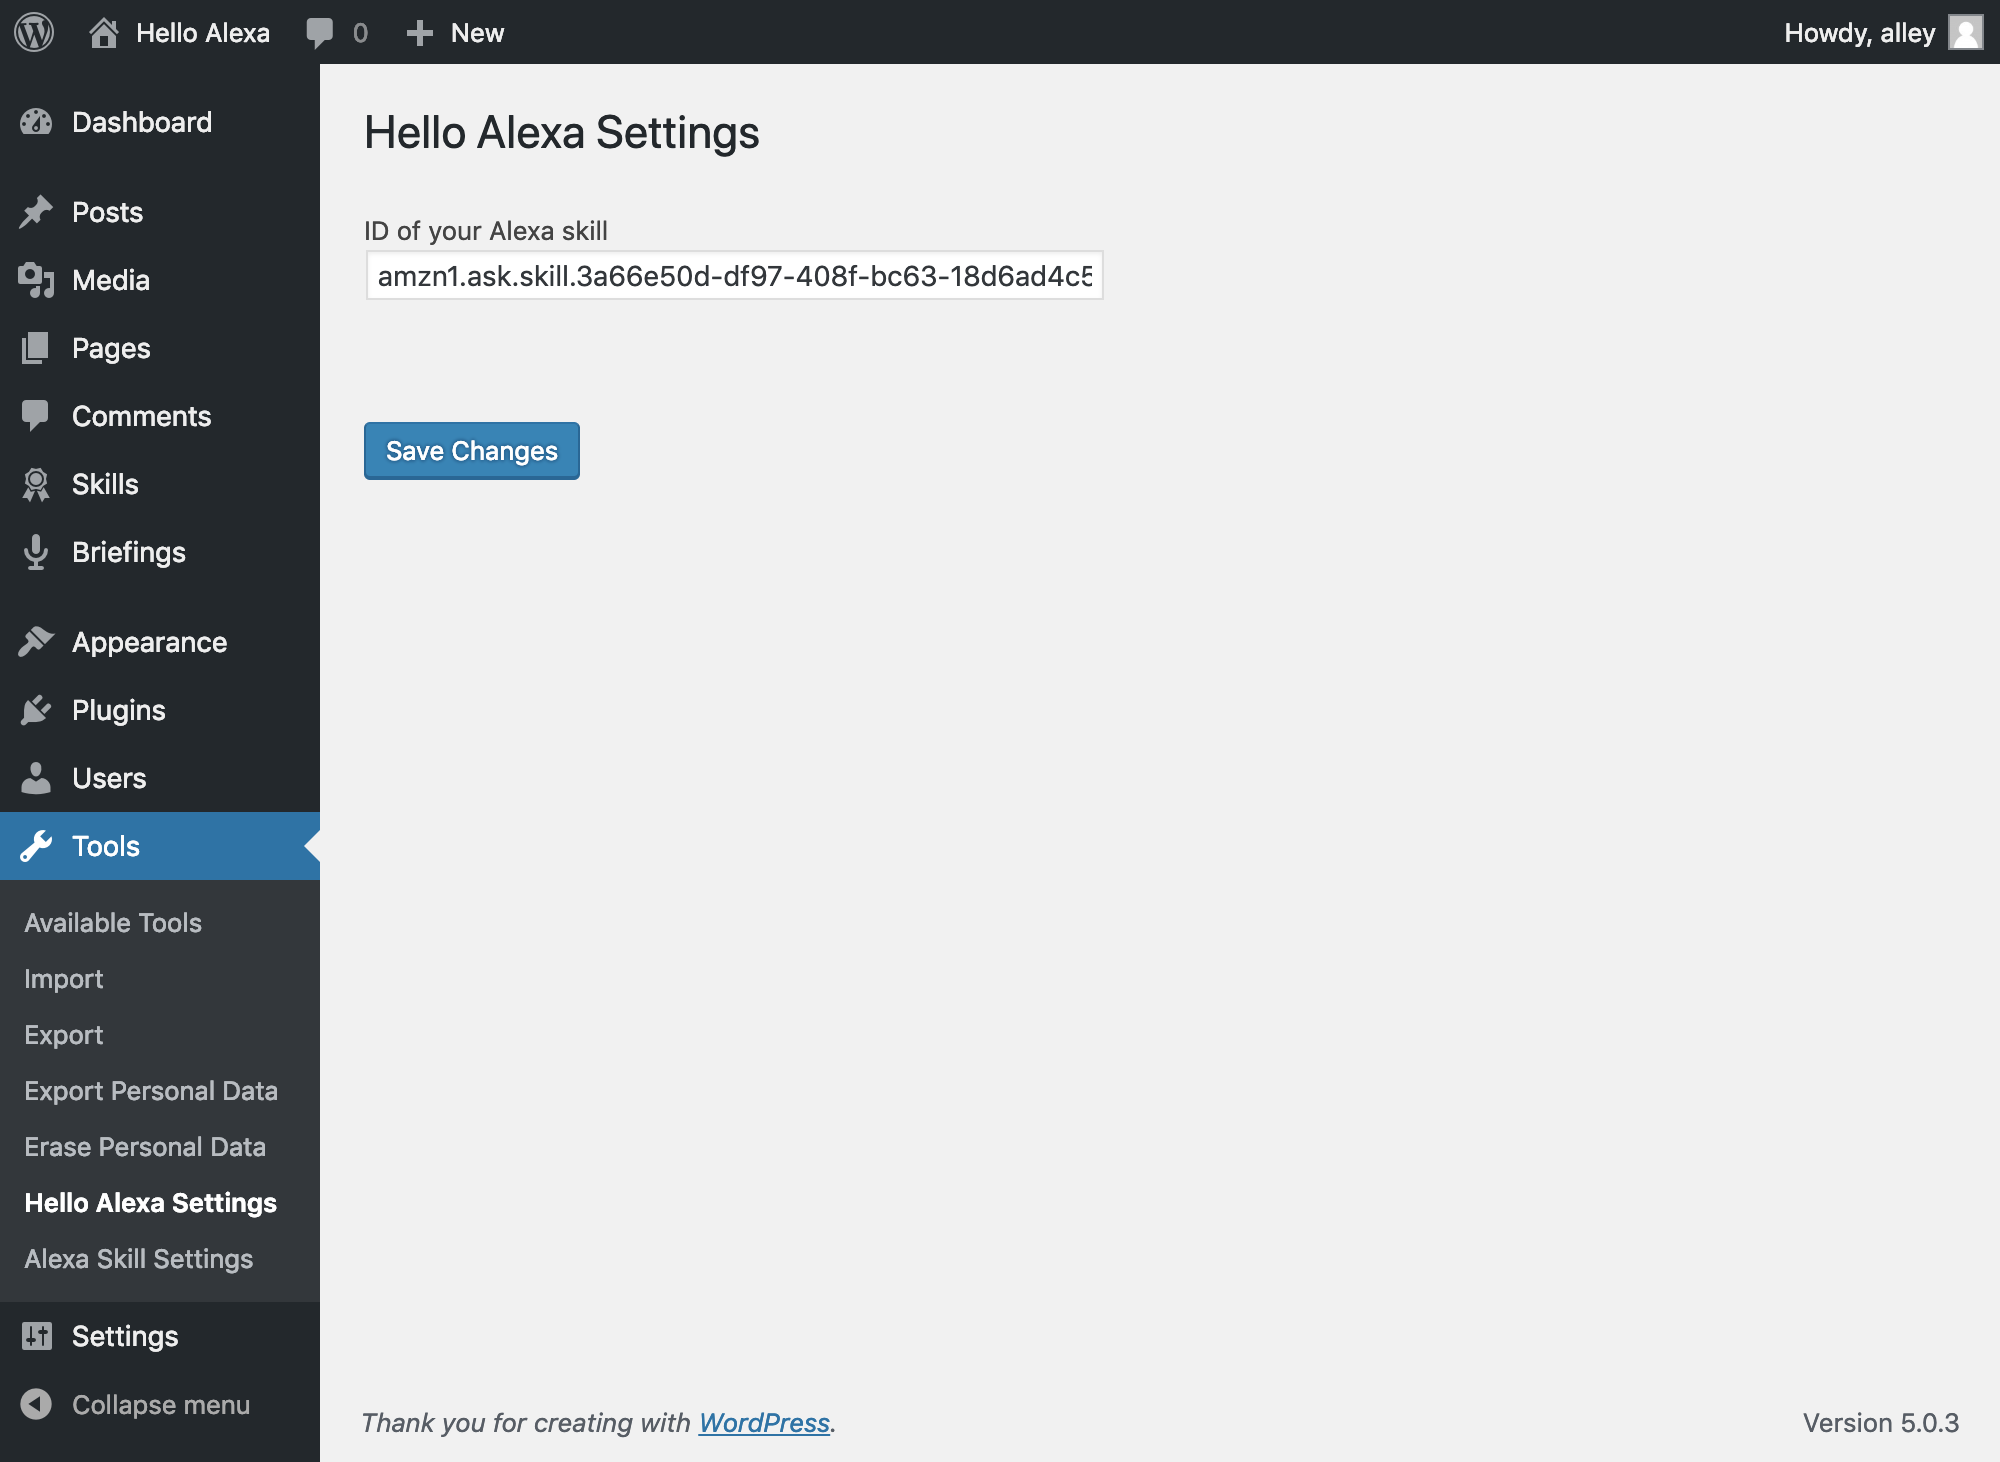 Hello Alexa 0 New Howdy, alley
Dashboard
Posts
Media
Pages
Comments
Skills
Briefings
Appearance
Plugins
Users
Tools
Available Tools
Import
Export
Export Personal Data
Erase Personal Data
Hello Alexa Settings
Alexa Skill Settings
Settings
Collapse menu
Hello Alexa Settings
ID of your Alexa skill
amzn1.ask.skill.3a66e50d-df97-408f-bc63-18d6ad4c5
Save Changes
Thank you for creating with WordPress.
Version 5.0.3